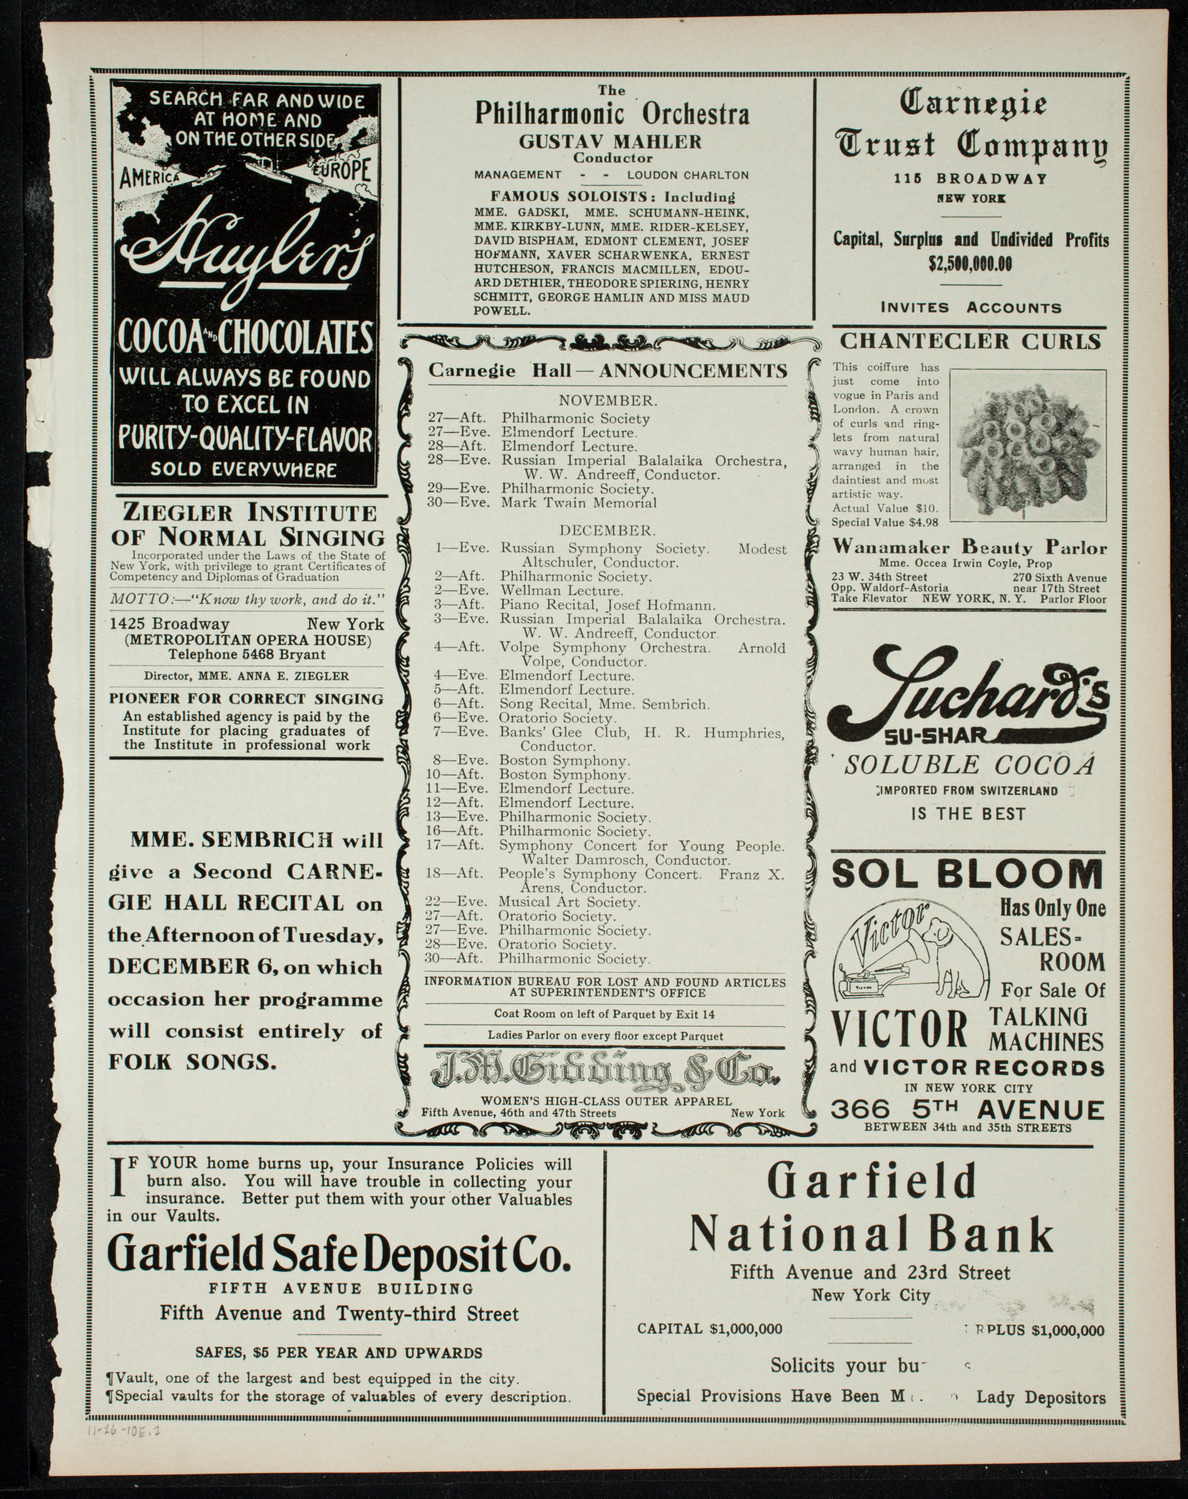 SEARCH FAR AND WIDE
AT HOME AND
ON THE OTHER SIDE
AMERICA
EUROPE
Huyler's
COCOA AND CHOCOLATES
WILL ALWAYS BE FOUND
TO EXCEL IN
PURITY-QUALITY-FLAVOR
SOLD EVERYWHERE
ZIEGLER INSTITUTE
OF NORMAL SINGING
Incorporated under the Laws of the State of
New York, with privilege to grant Certificates of
Competency and Diplomas of Graduation
MOTTO:—"Know thy work, and do it."
1425 Broadway New York
(METROPOLITAN OPERA HOUSE)
Telephone 5468 Bryant
Director, MME. ANNA E. ZIEGLER
PIONEER FOR CORRECT SINGING
An established agency is paid by the
Institute for placing graduates of
the Institute in professional work
MME. SEMBRICH will
give a Second CARNE-
GIE HALL RECITAL on
the Afternoon of Tuesday,
DECEMBER 6, on which
occasion her programme
will consist entirely of
FOLK SONGS.
The
Philharmonic Orchestra
GUSTAV MAHLER
Conductor
MANAGEMENT - - LOUDON CHARLTON
FAMOUS SOLOISTS: Including
MME. GADSKI, MME. SCHUMANN-HEINK,
MME. KIRKBY-LUNN, MME. RIDER-KELSEY,
DAVID BISPHAM, EDMONT CLEMENT, JOSEF
HOFMANN, XAVER SCHARWENKA, ERNEST
HUTCHESON, FRANCIS MACMILLEN, EDOU-
ARD DETHIER, THEODORE SPIERING, HENRY
SCHMITT, GEORGE HAMLIN AND MISS MAUD
POWELL.
Carnegie Hall—ANNOUNCEMENTS
NOVEMBER.
27—Aft. Philharmonic Society
27—Eve. Elmendorf Lecture.
28—Aft. Elmendorf Lecture.
28—Eve. Russian Imperial Balalaika Orchestra,
W. W. Andreeff, Conductor.
29—Eve. Philharmonic Society.
30—Eve. Mark Twain Memorial
DECEMBER.
1—Eve. Russian Symphony Society. Modest
Altschuler, Conductor.
2—Aft. Philharmonic Society.
2—Eve. Wellman Lecture.
3—Aft. Piano Recital, Josef Hofmann.
3—Eve. Russian Imperial Balalaika Orchestra.
W. W. Andreeff, Conductor.
4—Aft. Volpe Symphony Orchestra. Arnold
Volpe, Conductor.
4—Eve. Elmendorf Lecture.
5—Aft. Elmendorf Lecture.
6—Aft. Song Recital, Mme. Sembrich.
6—Eve. Oratorio Society.
7—Eve. Banks' Glee Club, H. R. Humphries,
Conductor.
8—Eve. Boston Symphony.
10—Aft. Boston Symphony.
11—Eve. Elmendorf Lecture.
12—Aft. Elmendorf Lecture.
13—Eve. Philharmonic Society.
16—Aft. Philharmonic Society.
17—Aft. Symphony Concert for Young People.
Walter Damrosch, Conductor.
18—Aft. People's Symphony Concert. Franz X.
Arens, Conductor.
22—Eve. Musical Art Society.
27—Aft. Oratorio Society.
27—Eve. Philharmonic Society.
28—Eve. Oratorio Society.
30—Aft. Philharmonic Society.
INFORMATION BUREAU FOR LOST AND FOUND ARTICLES
AT SUPERINTENDENT'S OFFICE
Coat Room on left of Parquet by Exit 14
Ladies Parlor on every floor except Parquet
J.M. Gidding & Co.
WOMEN'S HIGH-CLASS OUTER APPAREL
Fifth Avenue, 46th and 47th Streets New York
Carnegie
Trust Company
115 BROADWAY
NEW YORK
Capital, Surplus and Undivided Profits
$2,500,000.00
INVITES ACCOUNTS
CHANTECLER CURLS
This coiffure has
just come into
vogue in Paris and
London. A crown
of curls and ring-
lets from natural
wavy human hair,
arranged in the
daintiest and most
artistic way.
Actual Value $10.
Special Value $4.98
Wanamaker Beauty Parlor
Mme. Occea Irwin Coyle, Prop
23 W. 34th Street 270 Sixth Avenue
Opp. Waldorf-Astoria near 17th Street
Take Elevator NEW YORK, N. Y. Parlor Floor
Suchard's
SU-SHAR
SOLUBLE COCOA
IMPORTED FROM SWITZERLAND
IS THE BEST
SOL BLOOM
Victor
Has Only One
SALES-
ROOM
For Sale Of
VICTOR TALKING
MACHINES
and VICTOR RECORDS
IN NEW YORK CITY
366 5TH AVENUE
BETWEEN 34th and 35th STREETS
IF YOUR home burns up, your Insurance Policies will
burn also. You will have trouble in collecting your
insurance. Better put them with your other Valuables
in our Vaults.
Garfield Safe Deposit Co.
FIFTH AVENUE BUILDING
Fifth Avenue and Twenty-third Street
SAFES, $5 PER YEAR AND UPWARDS
¶Vault, one of the largest and best equipped in the city.
¶Special vaults for the storage of valuables of every description.
Garfield
National Bank
Fifth Avenue and 23rd Street
New York City
CAPITAL $1,000,000 RPLUS $1,000,000
Solicits your bu
Special Provisions Have Been M Lady Depositors
11-26-10E.2